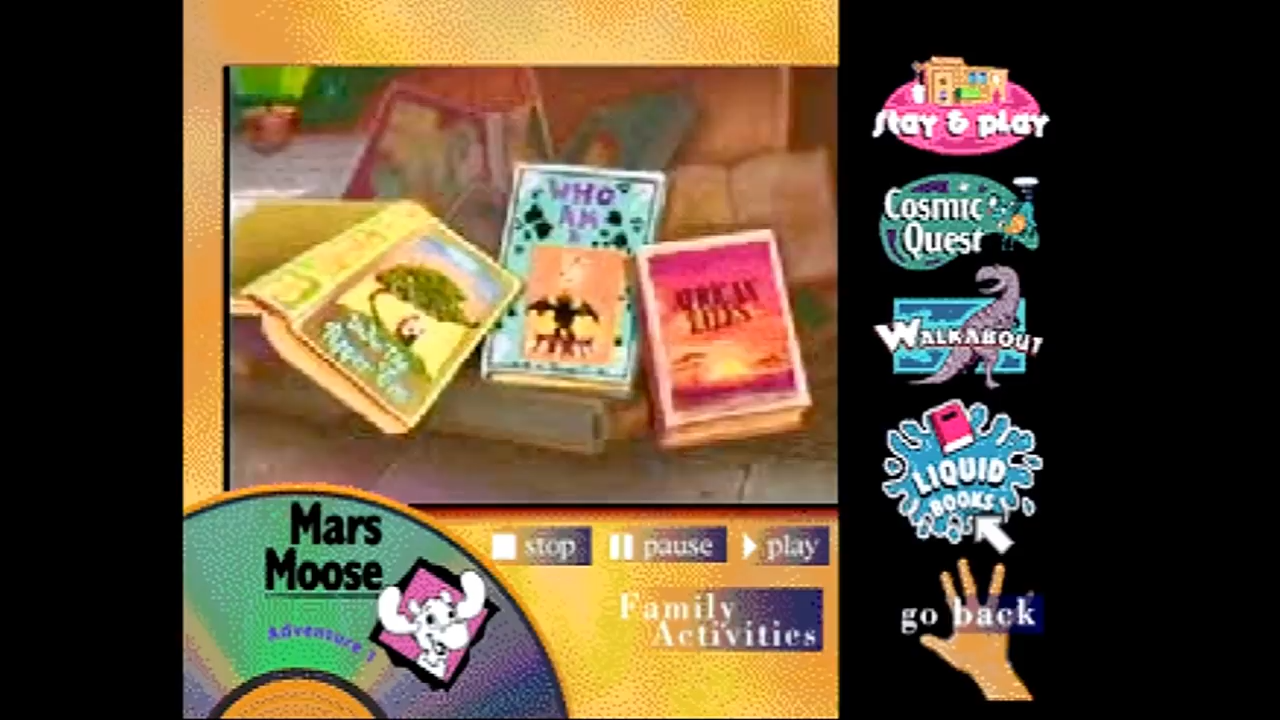 Stay & play
Cosmic
Quest
WHO
AM
I
AFRICAN
TALES
WALKABOUT
LIQUID
BOOKS!
Mars
Moose
Adventure 1
stop
pause
play
Family
Activities
go back